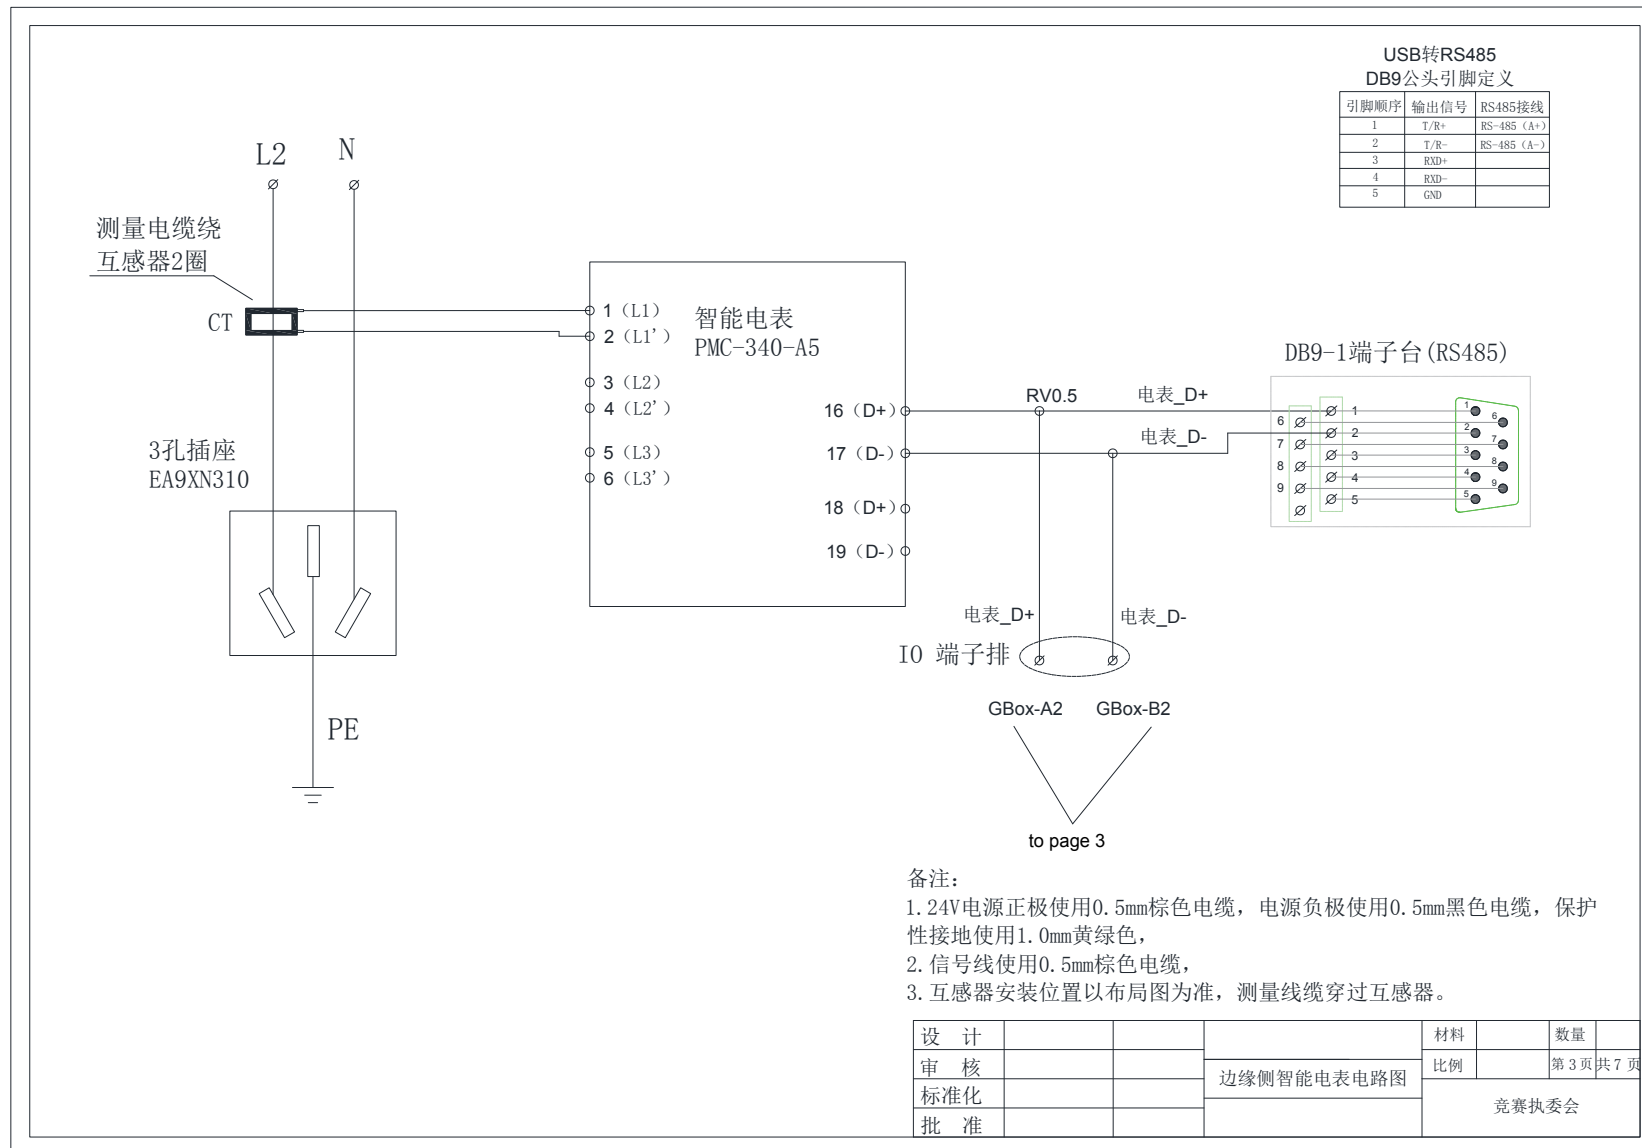 USB转RS485
DB9公头引脚定义
引脚顺序 输出信号 RS485接线
1 T/R+ RS-485（A+）
2 T/R- RS-485（A-）
3 RXD+
4 RXD-
5 GND
L2 N
测量电缆绕
互感器2圈
CT
3孔插座
EA9XN310
PE
智能电表
PMC-340-A5
1（L1）
2（L1'）
3（L2）
4（L2'）
5（L3）
6（L3'）
16（D+）
17（D-）
18（D+）
19（D-）
RV0.5
电表_D+
电表_D-
DB9-1端子台(RS485)
6
7
8
9
1
2
3
4
5
1
2
3
4
5
6
7
8
9
电表_D+ 电表_D-
IO 端子排
GBox-A2 GBox-B2
to page 3
备注：
1.24V电源正极使用0.5mm棕色电缆，电源负极使用0.5mm黑色电缆，保护
性接地使用1.0mm黄绿色，
2.信号线使用0.5mm棕色电缆，
3.互感器安装位置以布局图为准，测量线缆穿过互感器。
设 计 材料 数量
审 核 边缘侧智能电表电路图 比例 第 3 页 共 7 页
标准化 竞赛执委会
批 准